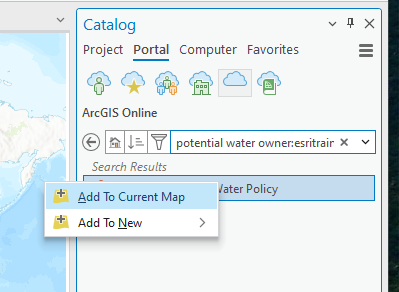 Catalog
Project Portal Computer Favorites
ArcGIS Online
potential water owner:esritrain
Search Results
Water Policy
Add To Current Map
Add To New